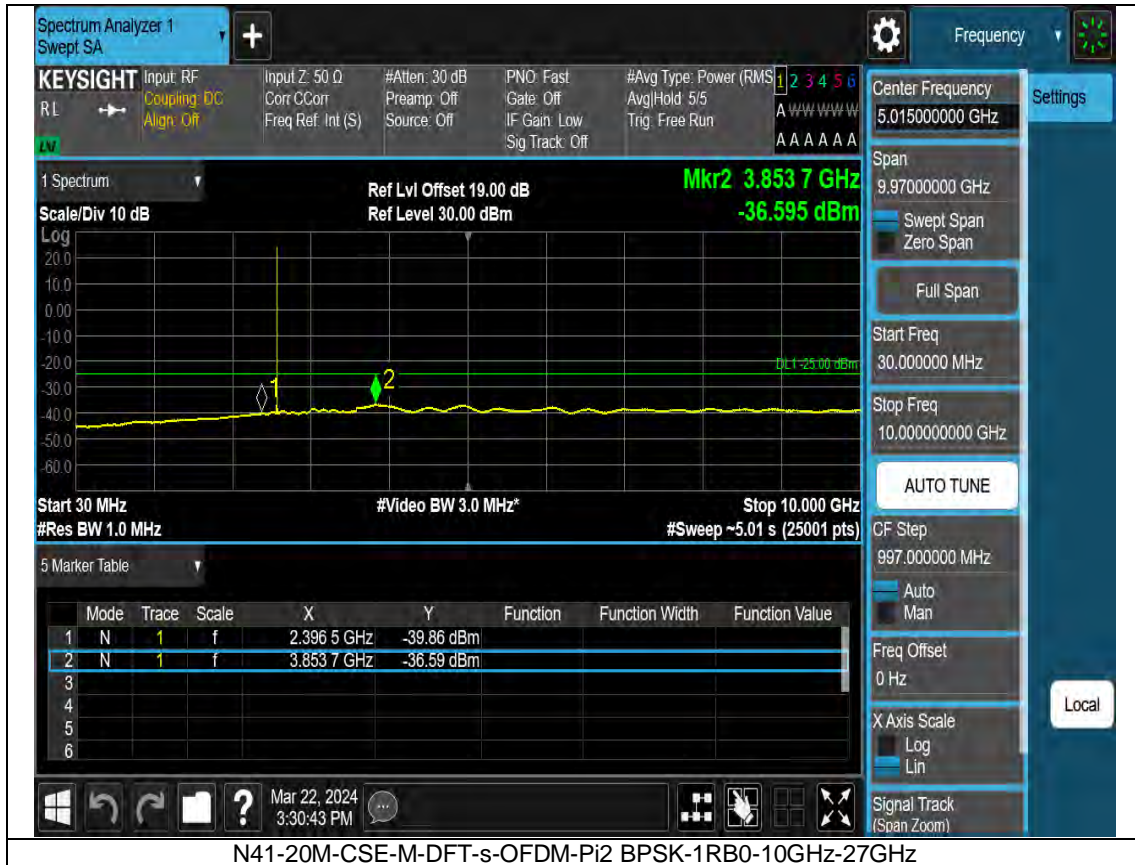 Spectrum Analyzer 1
Swept SA
Frequency
KEYSIGHT
RL
Input: RF
Coupling: DC
Align: Off
Input Z: 50 Ω
Corr CCorr
Freq Ref: Int (S)
#Atten: 30 dB
Preamp: Off
Source: Off
PNO: Fast
Gate: Off
IF Gain: Low
Sig Track: Off
#Avg Type: Power (RMS
Avg|Hold: 5/5
Trig: Free Run
1 2 3 4 5 6
A W W W W W
A A A A A A
Center Frequency
5.015000000 GHz
Settings
Span
9.97000000 GHz
Swept Span
Zero Span
Full Span
Start Freq
30.000000 MHz
Stop Freq
10.000000000 GHz
AUTO TUNE
CF Step
997.000000 MHz
Auto
Man
Freq Offset
0 Hz
X Axis Scale
Log
Lin
Signal Track
(Span Zoom)
Local
1 Spectrum
Scale/Div 10 dB
Ref Lvl Offset 19.00 dB
Ref Level 30.00 dBm
Mkr2 3.853 7 GHz
-36.595 dBm
Log
20.0
10.0
0.00
-10.0
-20.0
-30.0
-40.0
-50.0
-60.0
DL1 -25.00 dBm
1
2
Start 30 MHz
#Video BW 3.0 MHz*
Stop 10.000 GHz
#Res BW 1.0 MHz
#Sweep ~5.01 s (25001 pts)
5 Marker Table
Mode Trace Scale X Y Function Function Width Function Value
1 N 1 f 2.396 5 GHz -39.86 dBm
2 N 1 f 3.853 7 GHz -36.59 dBm
3
4
5
6
?
Mar 22, 2024
3:30:43 PM
N41-20M-CSE-M-DFT-s-OFDM-Pi2 BPSK-1RB0-10GHz-27GHz